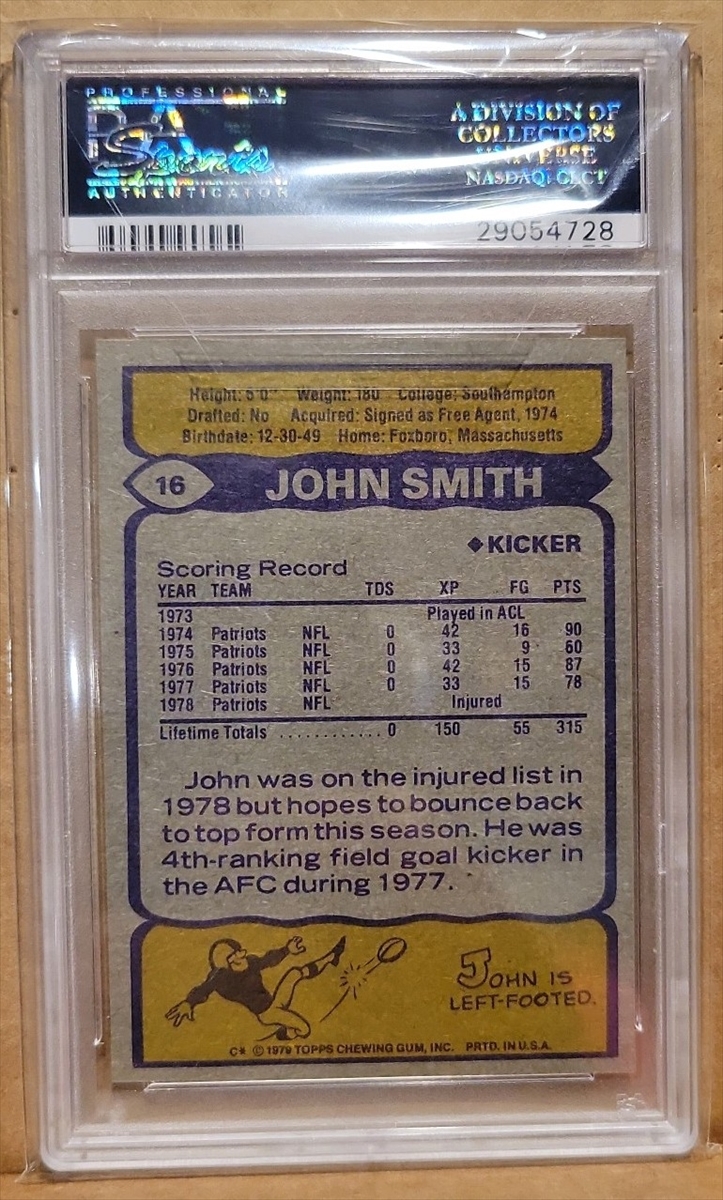 PROFESSIONAL
PSA
Sports
AUTHENTICATOR
A DIVISION OF
COLLECTORS
UNIVERSE
NASDAQ: CLCT
29054728
Height: 6'0" Weight: 180 College: Southampton
Drafted: No Acquired: Signed as Free Agent, 1974
Birthdate: 12-30-49 Home: Foxboro, Massachusetts
16 JOHN SMITH
◆KICKER
Scoring Record
YEAR TEAM TDS XP FG PTS
1973 Played in ACL
1974 Patriots NFL 0 42 16 90
1975 Patriots NFL 0 33 9 60
1976 Patriots NFL 0 42 15 87
1977 Patriots NFL 0 33 15 78
1978 Patriots NFL Injured
Lifetime Totals ............ 0 150 55 315
John was on the injured list in
1978 but hopes to bounce back
to top form this season. He was
4th-ranking field goal kicker in
the AFC during 1977.
JOHN IS
LEFT-FOOTED.
C* © 1979 TOPPS CHEWING GUM, INC. PRTD. IN U.S.A.